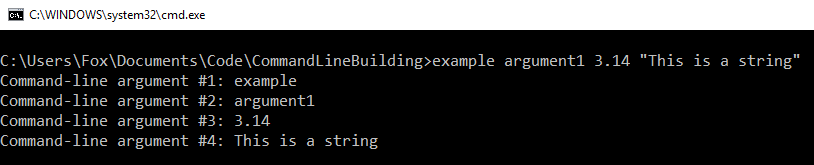 C:\WINDOWS\system32\cmd.exe
C:\Users\Fox\Documents\Code\CommandLineBuilding>example argument1 3.14 "This is a string"
Command-line argument #1: example
Command-line argument #2: argument1
Command-line argument #3: 3.14
Command-line argument #4: This is a string